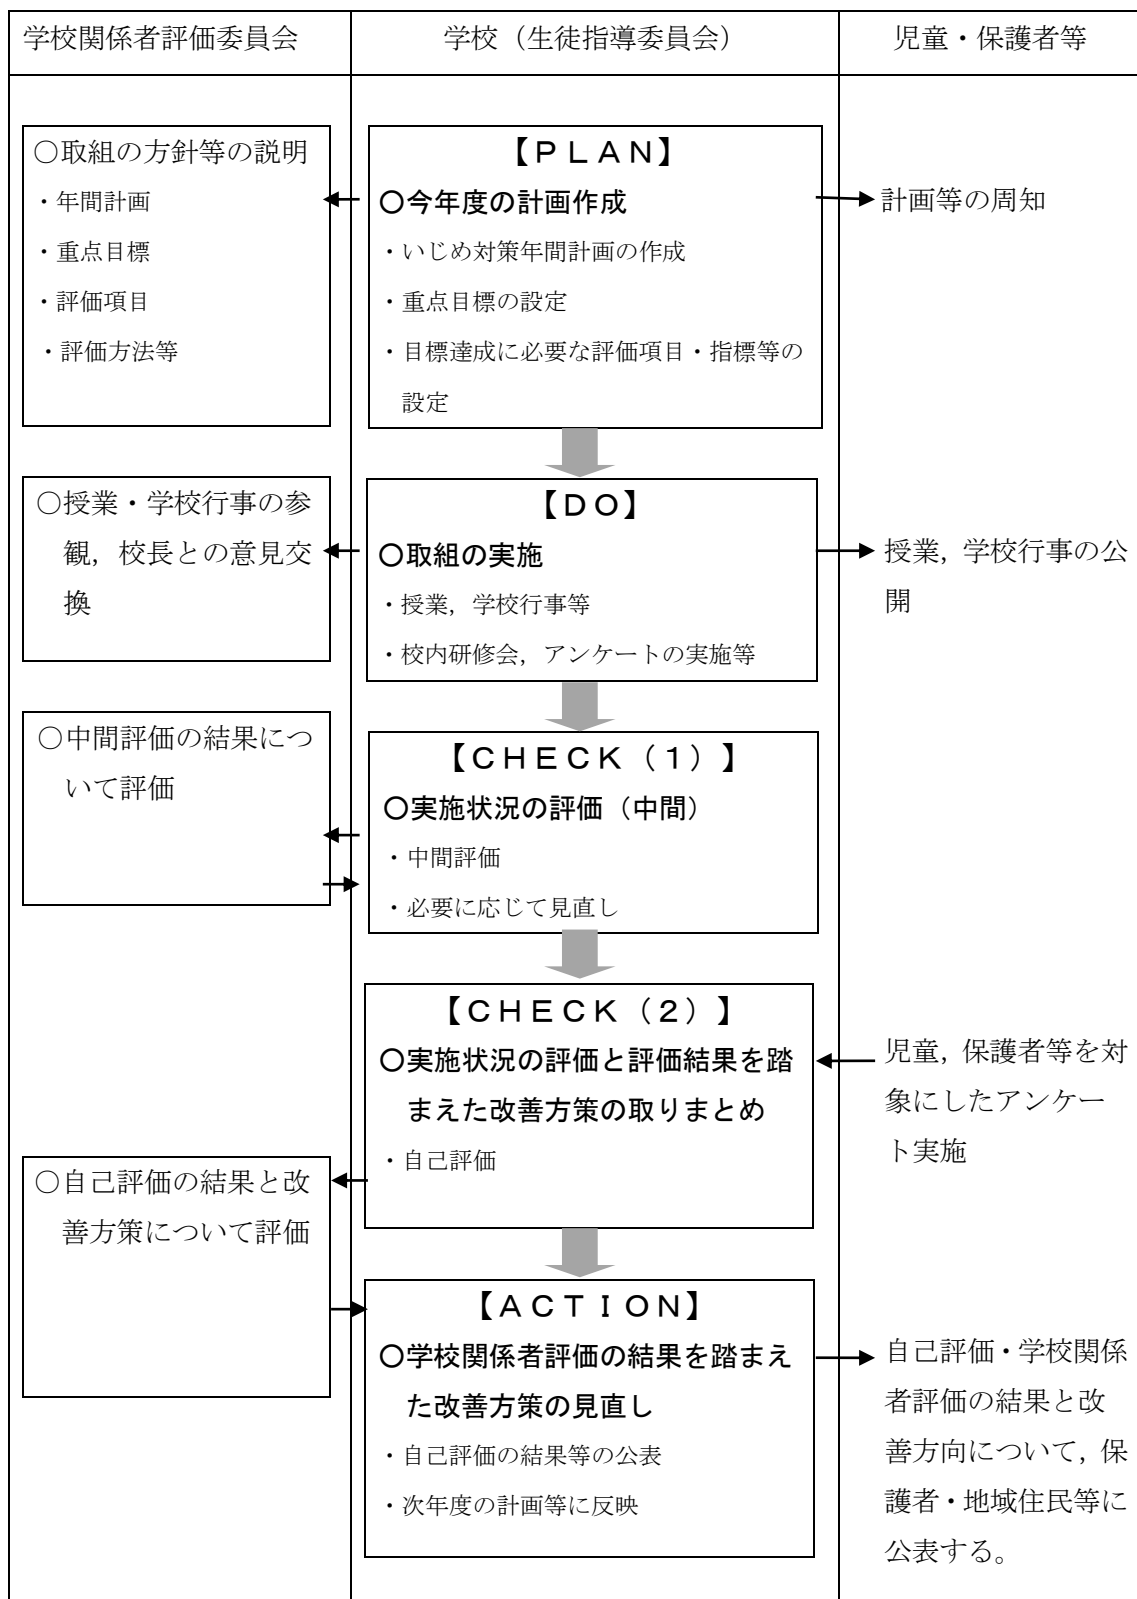 学校関係者評価委員会
学校（生徒指導委員会）
児童・保護者等
○取組の方針等の説明
・年間計画
・重点目標
・評価項目
・評価方法等
【ＰＬＡＮ】
○今年度の計画作成
・いじめ対策年間計画の作成
・重点目標の設定
・目標達成に必要な評価項目・指標等の
設定
計画等の周知
○授業・学校行事の参
観，校長との意見交
換
【ＤＯ】
○取組の実施
・授業，学校行事等
・校内研修会，アンケートの実施等
授業，学校行事の公
開
○中間評価の結果につ
いて評価
【ＣＨＥＣＫ（１）】
○実施状況の評価（中間）
・中間評価
・必要に応じて見直し
【ＣＨＥＣＫ（２）】
○実施状況の評価と評価結果を踏
まえた改善方策の取りまとめ
・自己評価
児童，保護者等を対
象にしたアンケー
ト実施
○自己評価の結果と改
善方策について評価
【ＡＣＴＩＯＮ】
○学校関係者評価の結果を踏まえ
た改善方策の見直し
・自己評価の結果等の公表
・次年度の計画等に反映
自己評価・学校関係
者評価の結果と改
善方向について，保
護者・地域住民等に
公表する。